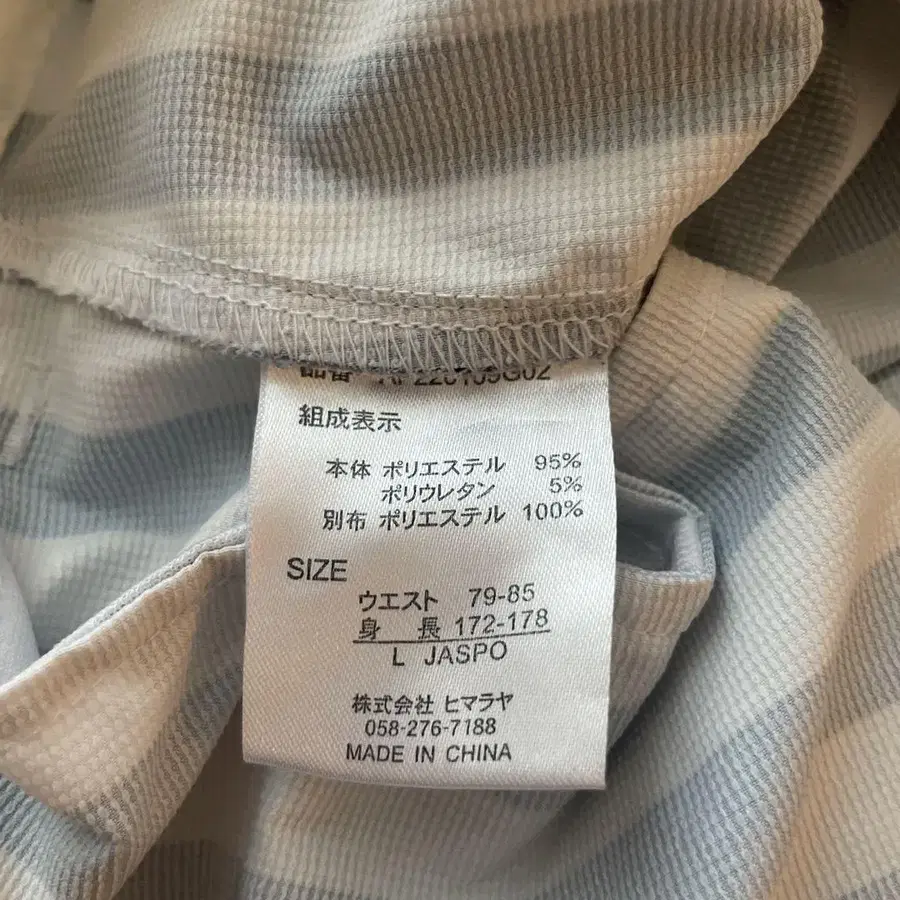 品番
組成表示
本体 ポリエステル 95%
ポリウレタン 5%
別布 ポリエステル 100%
SIZE
ウエスト 79-85
身 長 172-178
L JASPO
株式会社 ヒマラヤ
058-276-7188
MADE IN CHINA